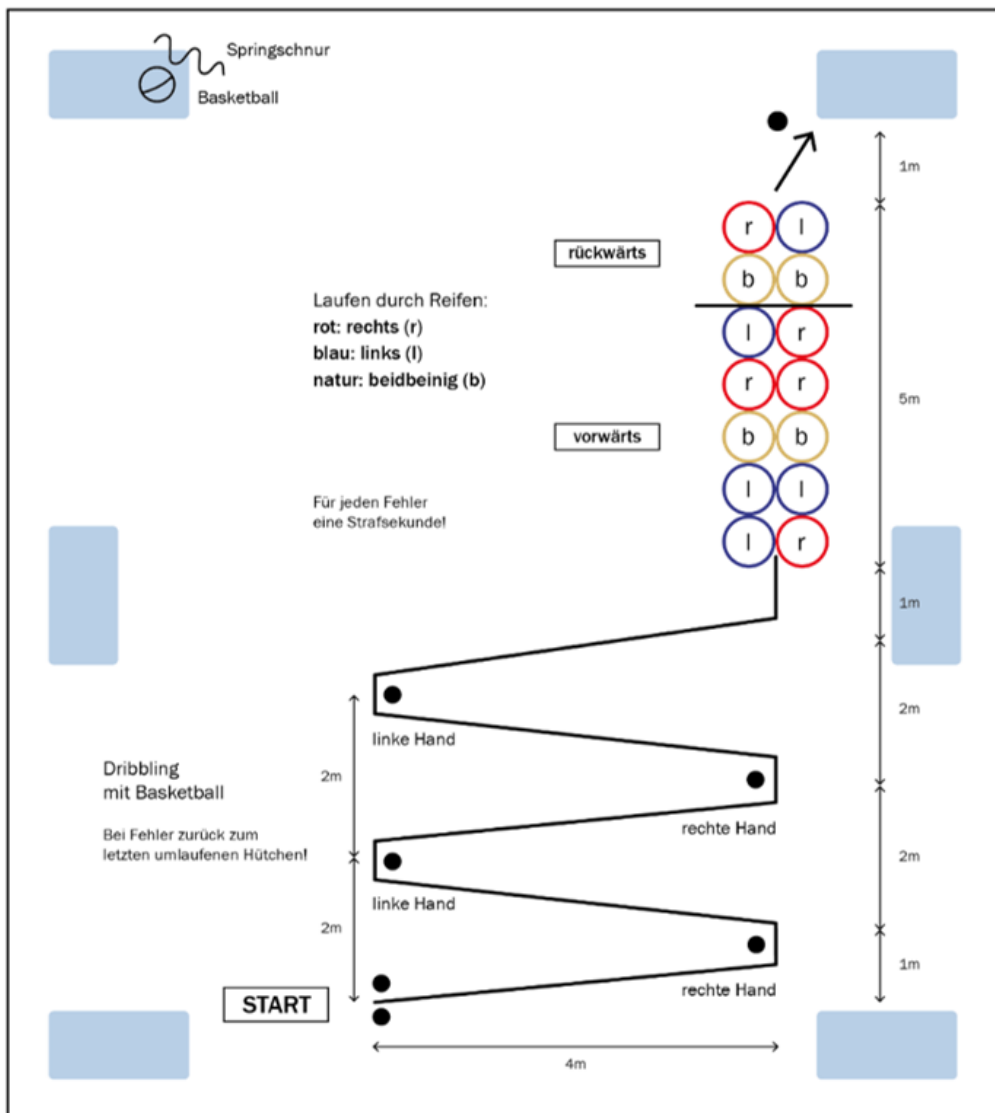 Springschnur
Basketball
1m
r l
rückwärts
b b
Laufen durch Reifen:
rot: rechts (r)
l r
blau: links (l)
natur: beidbeinig (b)
r r
5m
vorwärts
b b
Für jeden Fehler
eine Strafsekunde!
l l
l r
1m
2m
linke Hand
Dribbling
mit Basketball
2m
rechte Hand
Bei Fehler zurück zum
letzten umlaufenen Hütchen!
2m
linke Hand
2m
1m
rechte Hand
START
4m